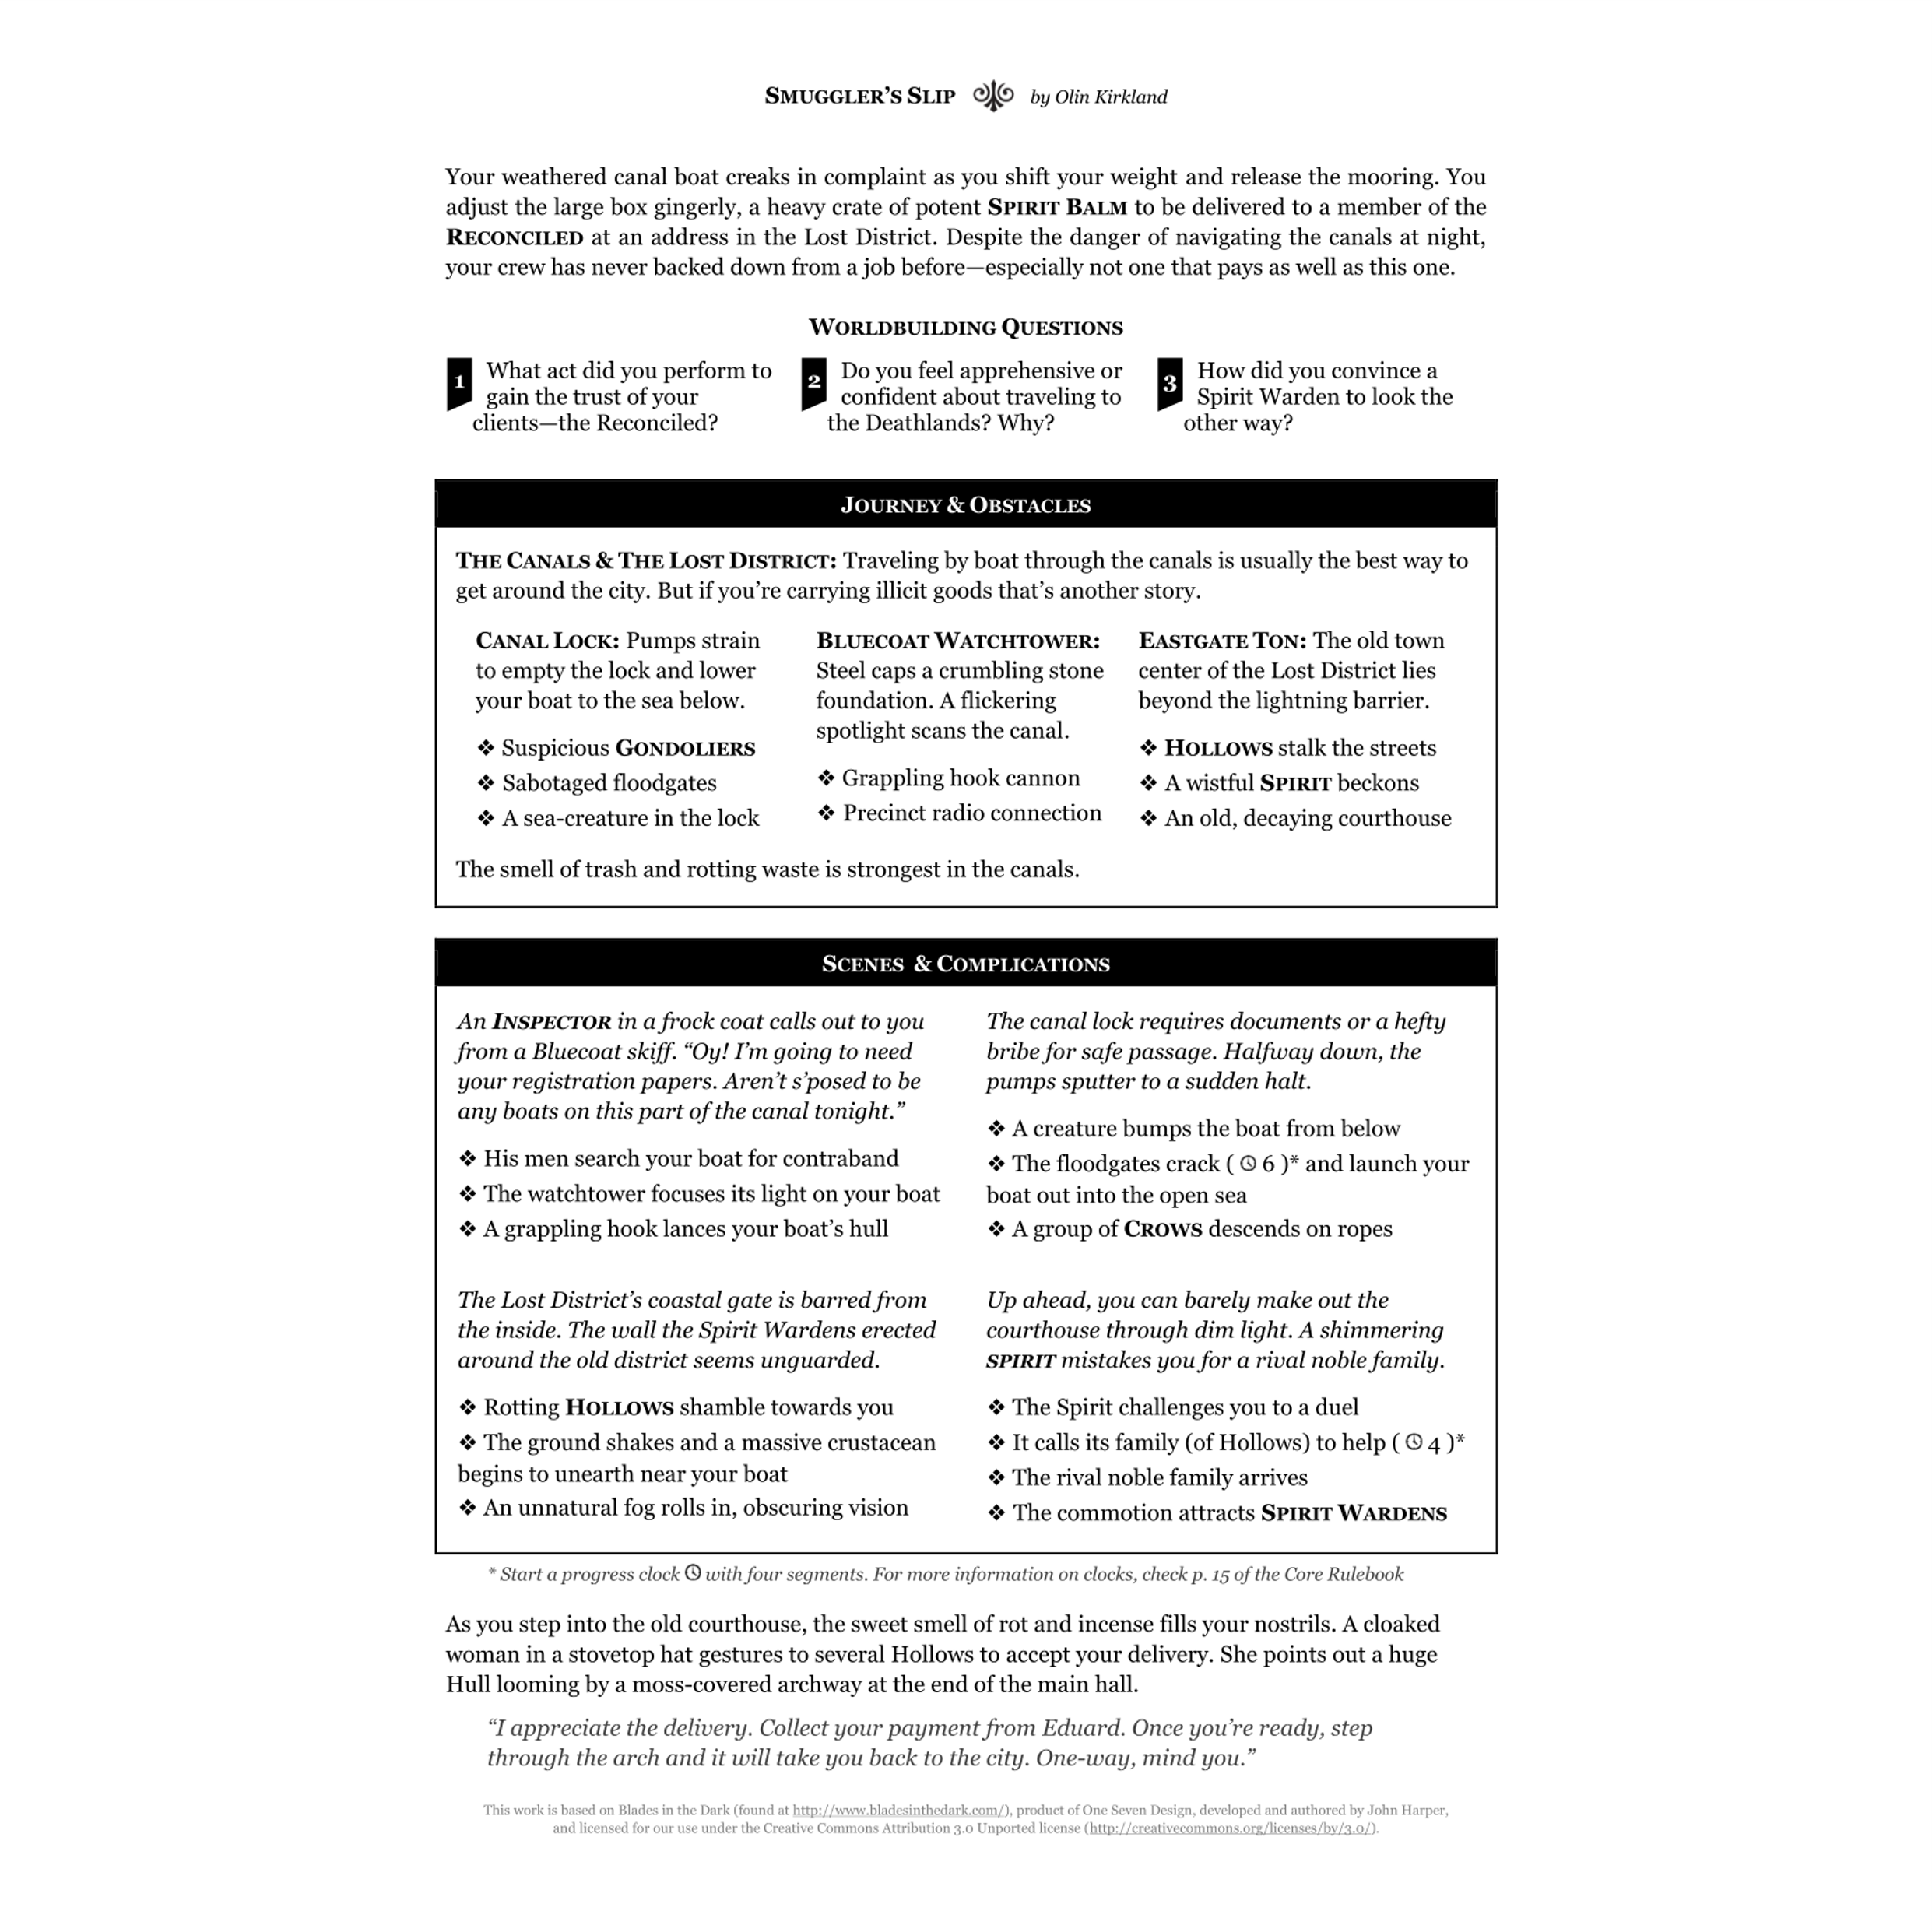 SMUGGLER'S SLIP by Olin Kirkland
Your weathered canal boat creaks in complaint as you shift your weight and release the mooring. You
adjust the large box gingerly, a heavy crate of potent SPIRIT BALM to be delivered to a member of the
RECONCILED at an address in the Lost District. Despite the danger of navigating the canals at night,
your crew has never backed down from a job before—especially not one that pays as well as this one.
WORLDBUILDING QUESTIONS
1 What act did you perform to
gain the trust of your
clients—the Reconciled?
2 Do you feel apprehensive or
confident about traveling to
the Deathlands? Why?
3 How did you convince a
Spirit Warden to look the
other way?
JOURNEY & OBSTACLES
THE CANALS & THE LOST DISTRICT: Traveling by boat through the canals is usually the best way to
get around the city. But if you're carrying illicit goods that's another story.
CANAL LOCK: Pumps strain
to empty the lock and lower
your boat to the sea below.
❖ Suspicious GONDOLIERS
❖ Sabotaged floodgates
❖ A sea-creature in the lock
BLUECOAT WATCHTOWER:
Steel caps a crumbling stone
foundation. A flickering
spotlight scans the canal.
❖ Grappling hook cannon
❖ Precinct radio connection
EASTGATE TON: The old town
center of the Lost District lies
beyond the lightning barrier.
❖ HOLLOWS stalk the streets
❖ A wistful SPIRIT beckons
❖ An old, decaying courthouse
The smell of trash and rotting waste is strongest in the canals.
SCENES & COMPLICATIONS
An INSPECTOR in a frock coat calls out to you
from a Bluecoat skiff. "Oy! I'm going to need
your registration papers. Aren't s'posed to be
any boats on this part of the canal tonight."
❖ His men search your boat for contraband
❖ The watchtower focuses its light on your boat
❖ A grappling hook lances your boat's hull
The canal lock requires documents or a hefty
bribe for safe passage. Halfway down, the
pumps sputter to a sudden halt.
❖ A creature bumps the boat from below
❖ The floodgates crack ( 🕓 6 )* and launch your
boat out into the open sea
❖ A group of CROWS descends on ropes
The Lost District's coastal gate is barred from
the inside. The wall the Spirit Wardens erected
around the old district seems unguarded.
❖ Rotting HOLLOWS shamble towards you
❖ The ground shakes and a massive crustacean
begins to unearth near your boat
❖ An unnatural fog rolls in, obscuring vision
Up ahead, you can barely make out the
courthouse through dim light. A shimmering
SPIRIT mistakes you for a rival noble family.
❖ The Spirit challenges you to a duel
❖ It calls its family (of Hollows) to help ( 🕓 4 )*
❖ The rival noble family arrives
❖ The commotion attracts SPIRIT WARDENS
* Start a progress clock 🕓 with four segments. For more information on clocks, check p. 15 of the Core Rulebook
As you step into the old courthouse, the sweet smell of rot and incense fills your nostrils. A cloaked
woman in a stovetop hat gestures to several Hollows to accept your delivery. She points out a huge
Hull looming by a moss-covered archway at the end of the main hall.
"I appreciate the delivery. Collect your payment from Eduard. Once you're ready, step
through the arch and it will take you back to the city. One-way, mind you."
This work is based on Blades in the Dark (found at http://www.bladesinthedark.com/), product of One Seven Design, developed and authored by John Harper,
and licensed for our use under the Creative Commons Attribution 3.0 Unported license (http://creativecommons.org/licenses/by/3.0/).